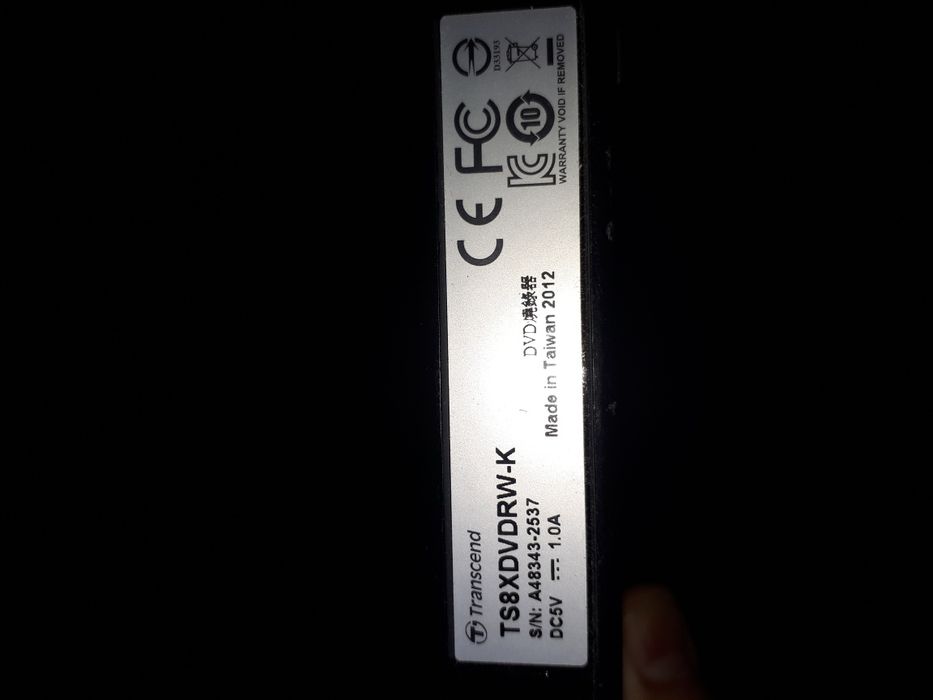 Transcend
TS8XDVDRW-K
S/N: A48343-2537
DC5V 1.0A
DVD燒錄器
Made in Taiwan 2012
CE FC
D33193
10
WARRANTY VOID IF REMOVED